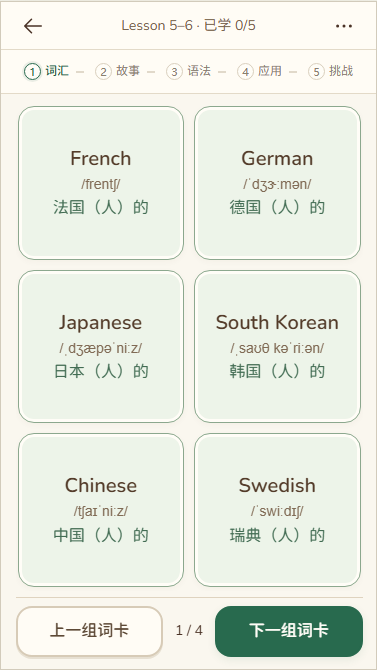 Lesson 5–6 · 已学 0/5
1 词汇 – 2 故事 – 3 语法 – 4 应用 – 5 挑战
French
/frentʃ/
法国（人）的
German
/ˈdʒɝːmən/
德国（人）的
Japanese
/ˌdʒæpəˈniːz/
日本（人）的
South Korean
/ˌsaʊθ kəˈriːən/
韩国（人）的
Chinese
/tʃaɪˈniːz/
中国（人）的
Swedish
/ˈswiːdɪʃ/
瑞典（人）的
上一组词卡 1 / 4 下一组词卡